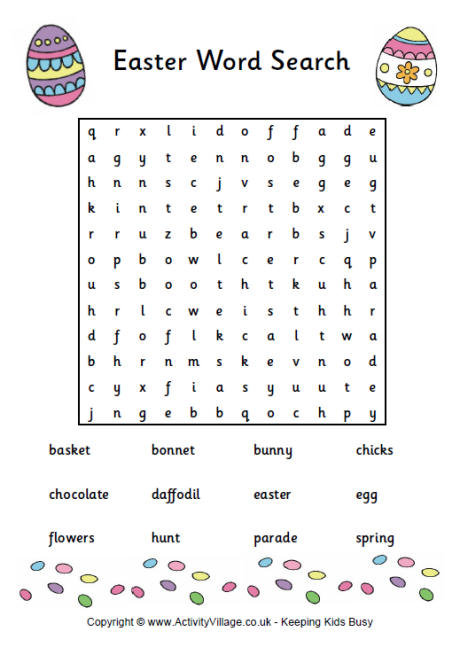 Easter Word Search
q r x l i d o f f a d e
a g y t e n n o b g g u
h n n s c j v s e g e g
k i n t e t r t b x c t
r r u z b e a r b s j v
o p b o w l c e r c q p
u s b o o t h t k u h a
h r l c w e i s t h h r
d f o f l k c a l t w a
b h r n m s k e v n o d
c y x f i a s y u u t e
j n g e b b q o c h p y
basket bonnet bunny chicks
chocolate daffodil easter egg
flowers hunt parade spring
Copyright © www.ActivityVillage.co.uk - Keeping Kids Busy